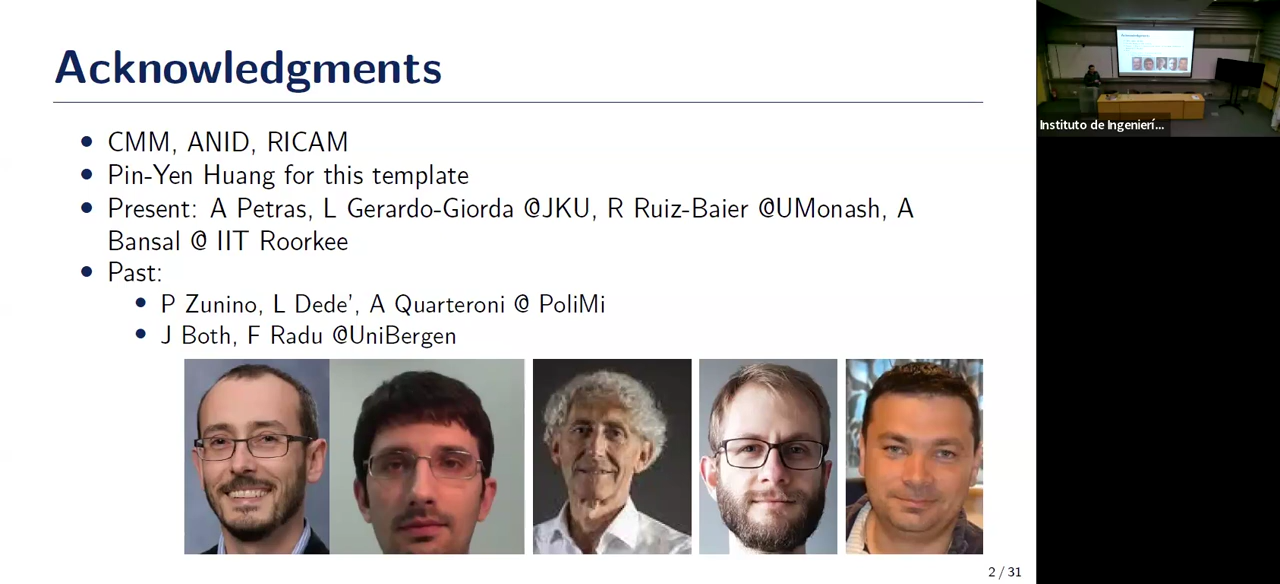 Acknowledgments
CMM, ANID, RICAM
Pin-Yen Huang for this template
Present: A Petras, L Gerardo-Giorda @JKU, R Ruiz-Baier @UMonash, A
Bansal @ IIT Roorkee
Past:
P Zunino, L Dede', A Quarteroni @ PoliMi
J Both, F Radu @UniBergen
2 / 31
Instituto de Ingenierí...